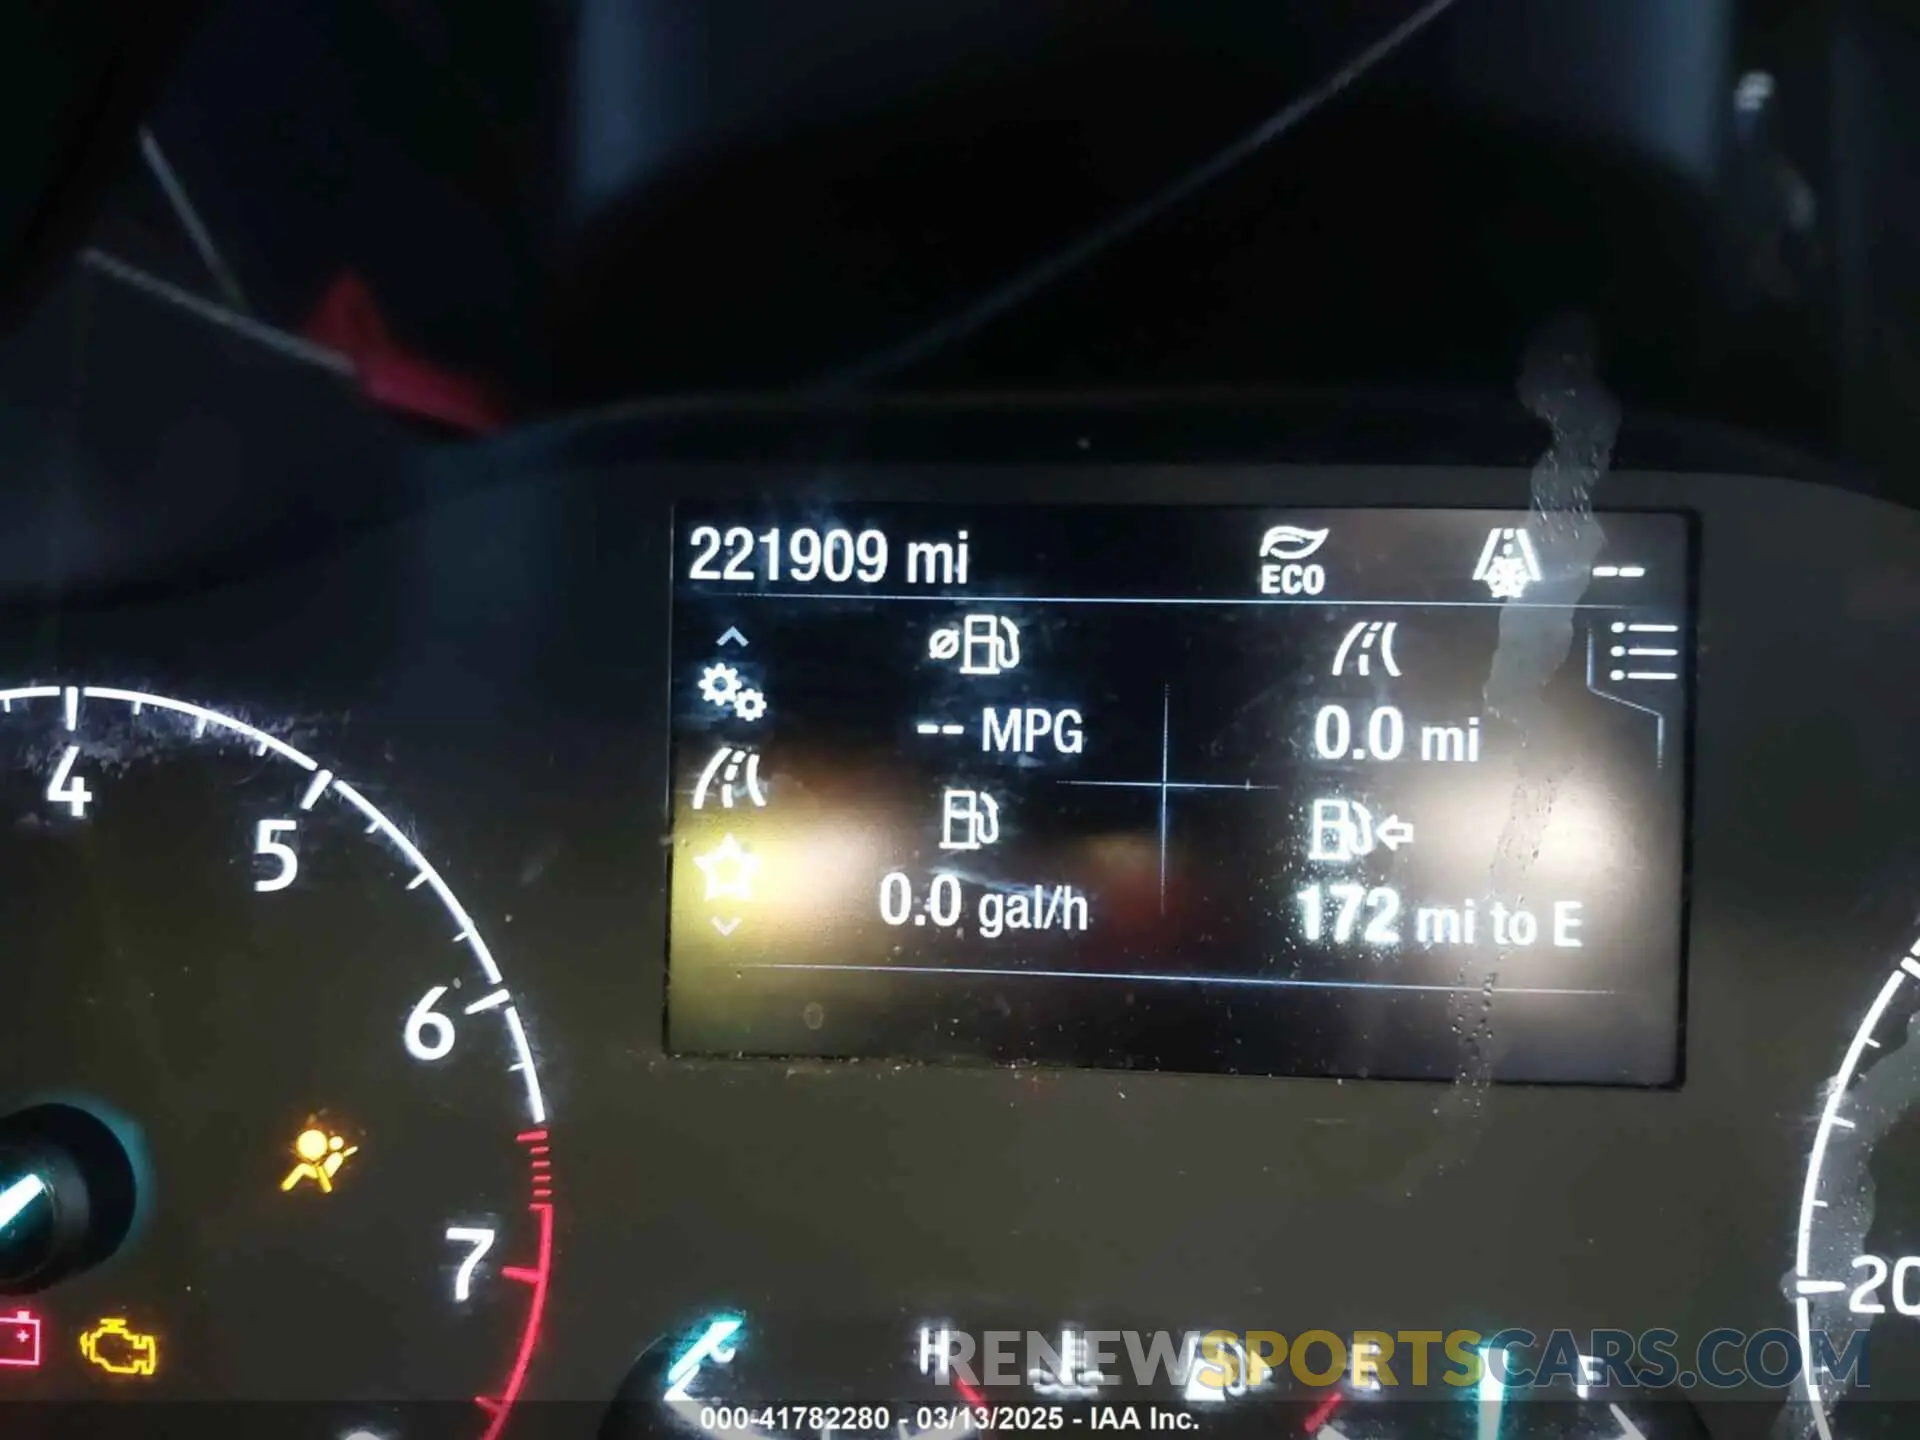 221909 mi
ECO
--
-- MPG
0.0 mi
0.0 gal/h
172 mi to E
4
5
6
7
20
C
H
E
F
RENEWSPORTSCARS.COM
000-41782280 - 03/13/2025 - IAA Inc.